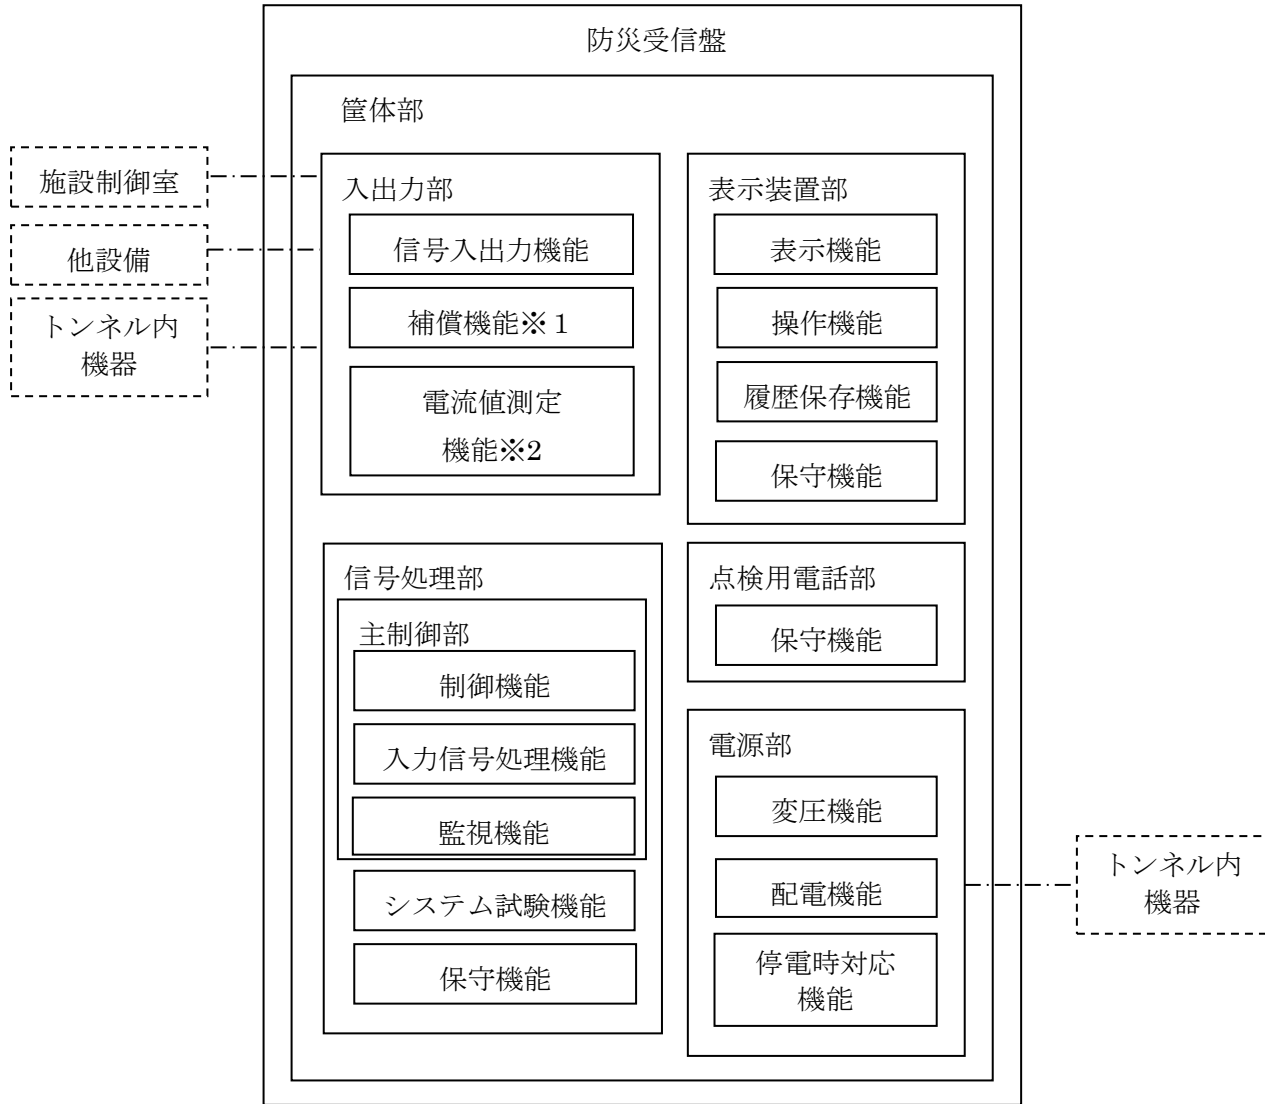 防災受信盤
筐体部
施設制御室
他設備
トンネル内
機器
入出力部
信号入出力機能
補償機能※１
電流値測定
機能※2
表示装置部
表示機能
操作機能
履歴保存機能
保守機能
信号処理部
主制御部
制御機能
入力信号処理機能
監視機能
システム試験機能
保守機能
点検用電話部
保守機能
電源部
変圧機能
配電機能
停電時対応
機能
トンネル内
機器